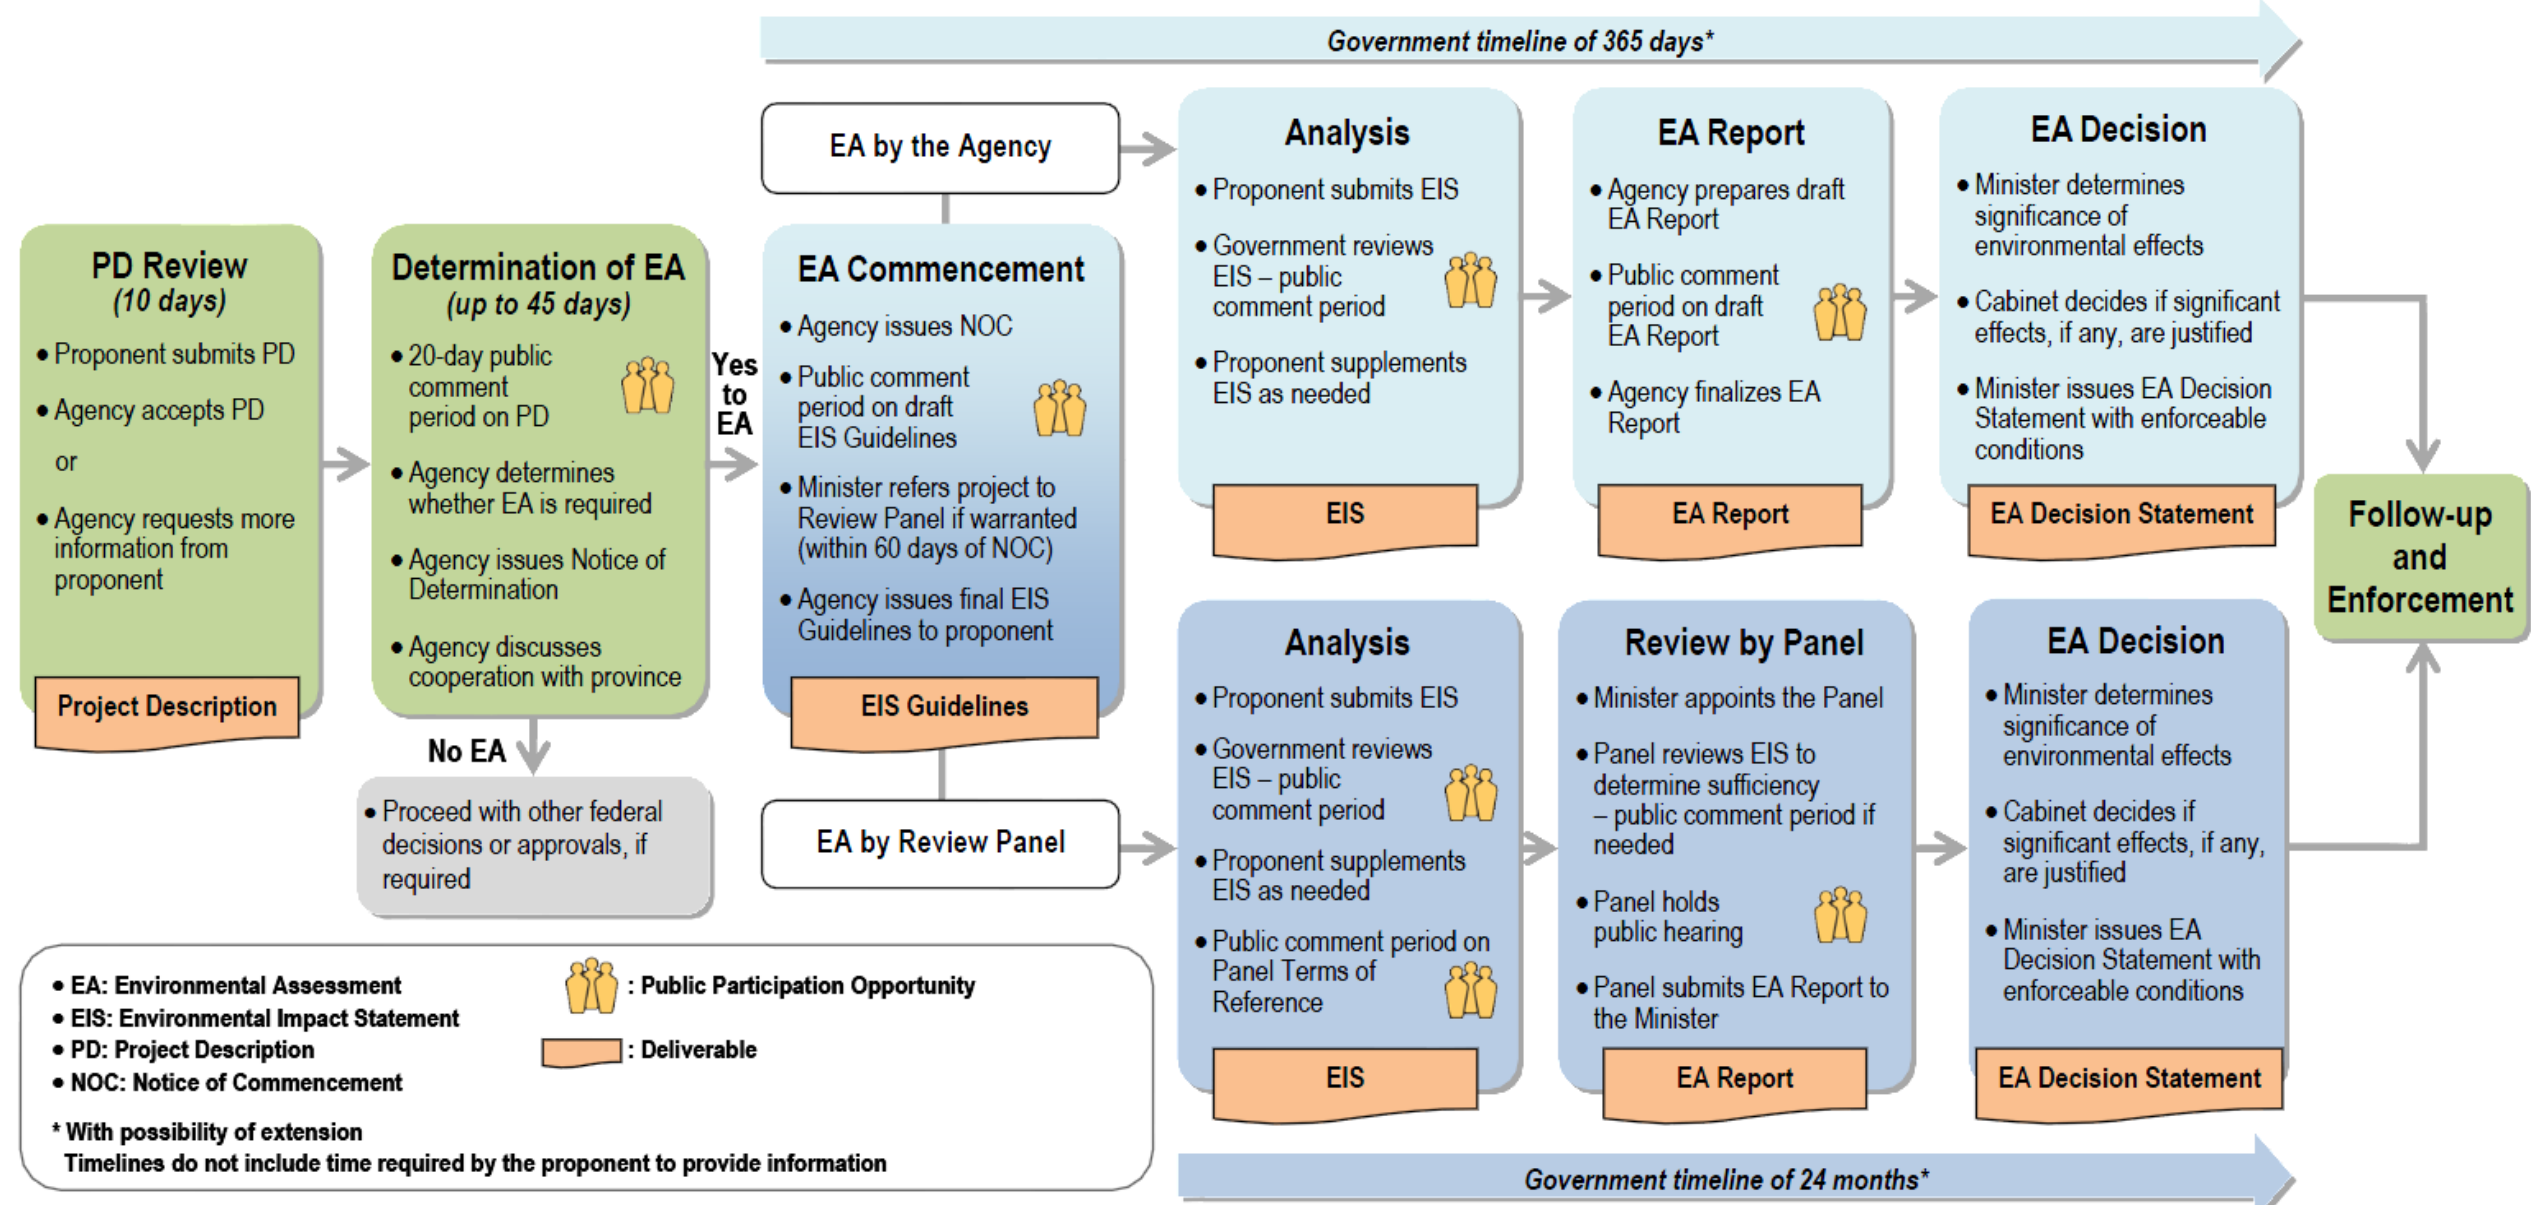 Government timeline of 365 days*
PD Review
(10 days)
• Proponent submits PD
• Agency accepts PD
or
• Agency requests more
information from
proponent
Project Description
Determination of EA
(up to 45 days)
• 20-day public
comment
period on PD
• Agency determines
whether EA is required
• Agency issues Notice of
Determination
• Agency discusses
cooperation with province
Yes
to
EA
No EA
• Proceed with other federal
decisions or approvals, if
required
EA by the Agency
EA Commencement
• Agency issues NOC
• Public comment
period on draft
EIS Guidelines
• Minister refers project to
Review Panel if warranted
(within 60 days of NOC)
• Agency issues final EIS
Guidelines to proponent
EIS Guidelines
EA by Review Panel
Analysis
• Proponent submits EIS
• Government reviews
EIS – public
comment period
• Proponent supplements
EIS as needed
EIS
EA Report
• Agency prepares draft
EA Report
• Public comment
period on draft
EA Report
• Agency finalizes EA
Report
EA Report
EA Decision
• Minister determines
significance of
environmental effects
• Cabinet decides if significant
effects, if any, are justified
• Minister issues EA Decision
Statement with enforceable
conditions
EA Decision Statement
Analysis
• Proponent submits EIS
• Government reviews
EIS – public
comment period
• Proponent supplements
EIS as needed
• Public comment period on
Panel Terms of
Reference
EIS
Review by Panel
• Minister appoints the Panel
• Panel reviews EIS to
determine sufficiency
– public comment period if
needed
• Panel holds
public hearing
• Panel submits EA Report to
the Minister
EA Report
EA Decision
• Minister determines
significance of
environmental effects
• Cabinet decides if
significant effects, if any,
are justified
• Minister issues EA
Decision Statement with
enforceable conditions
EA Decision Statement
Follow-up
and
Enforcement
Government timeline of 24 months*
• EA: Environmental Assessment
• EIS: Environmental Impact Statement
• PD: Project Description
• NOC: Notice of Commencement
: Public Participation Opportunity
: Deliverable
* With possibility of extension
Timelines do not include time required by the proponent to provide information